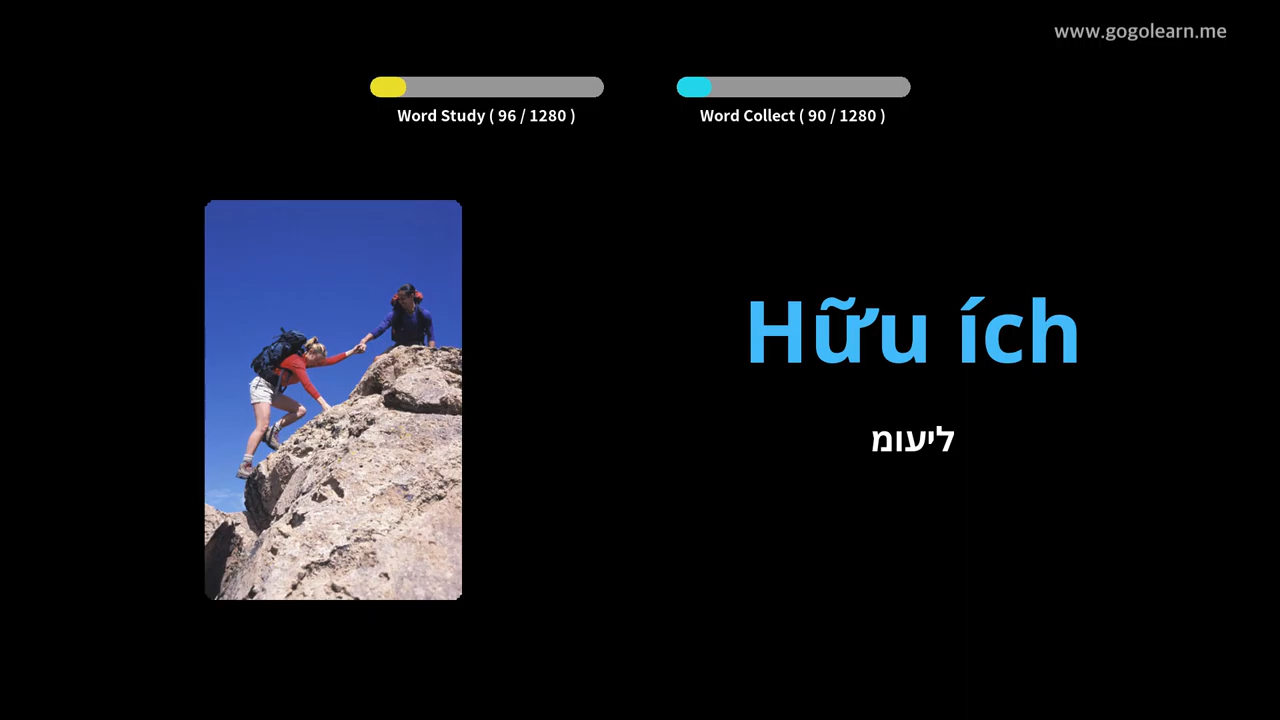 www.gogolearn.me
Word Study ( 96 / 1280 )
Word Collect ( 90 / 1280 )
Hữu ích
ליעומ